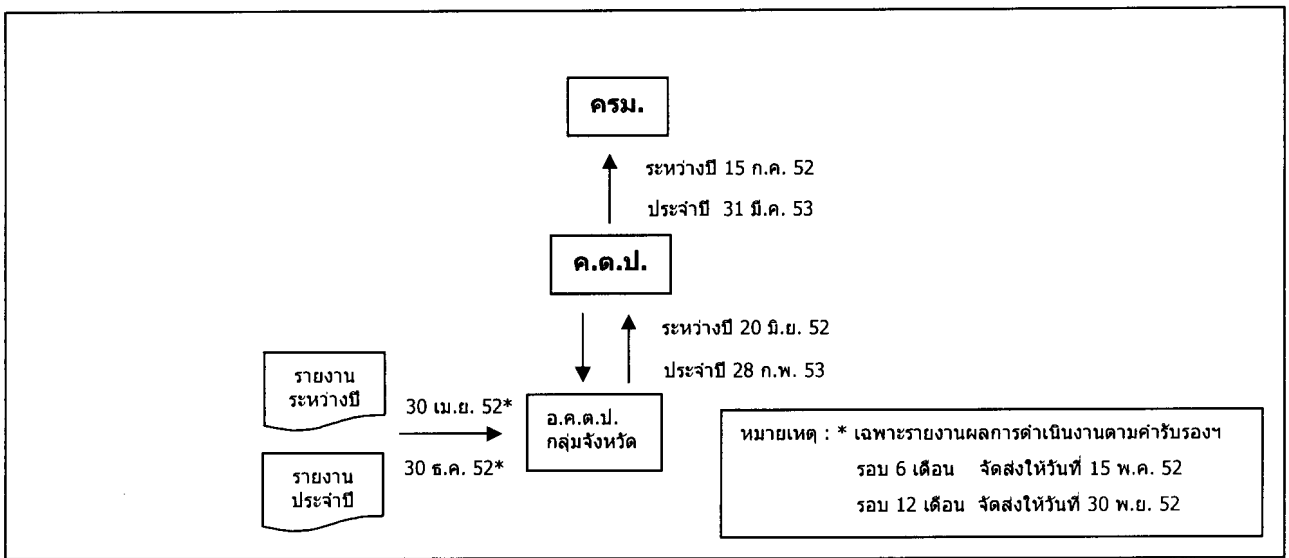 ครม.
ระหว่างปี 15 ก.ค. 52
ประจำปี 31 มี.ค. 53
ค.ต.ป.
ระหว่างปี 20 มิ.ย. 52
ประจำปี 28 ก.พ. 53
รายงาน
ระหว่างปี
30 เม.ย. 52*
30 ธ.ค. 52*
รายงาน
ประจำปี
อ.ค.ต.ป.
กลุ่มจังหวัด
หมายเหตุ : * เฉพาะรายงานผลการดำเนินงานตามคำรับรองฯ
รอบ 6 เดือน จัดส่งให้วันที่ 15 พ.ค. 52
รอบ 12 เดือน จัดส่งให้วันที่ 30 พ.ย. 52